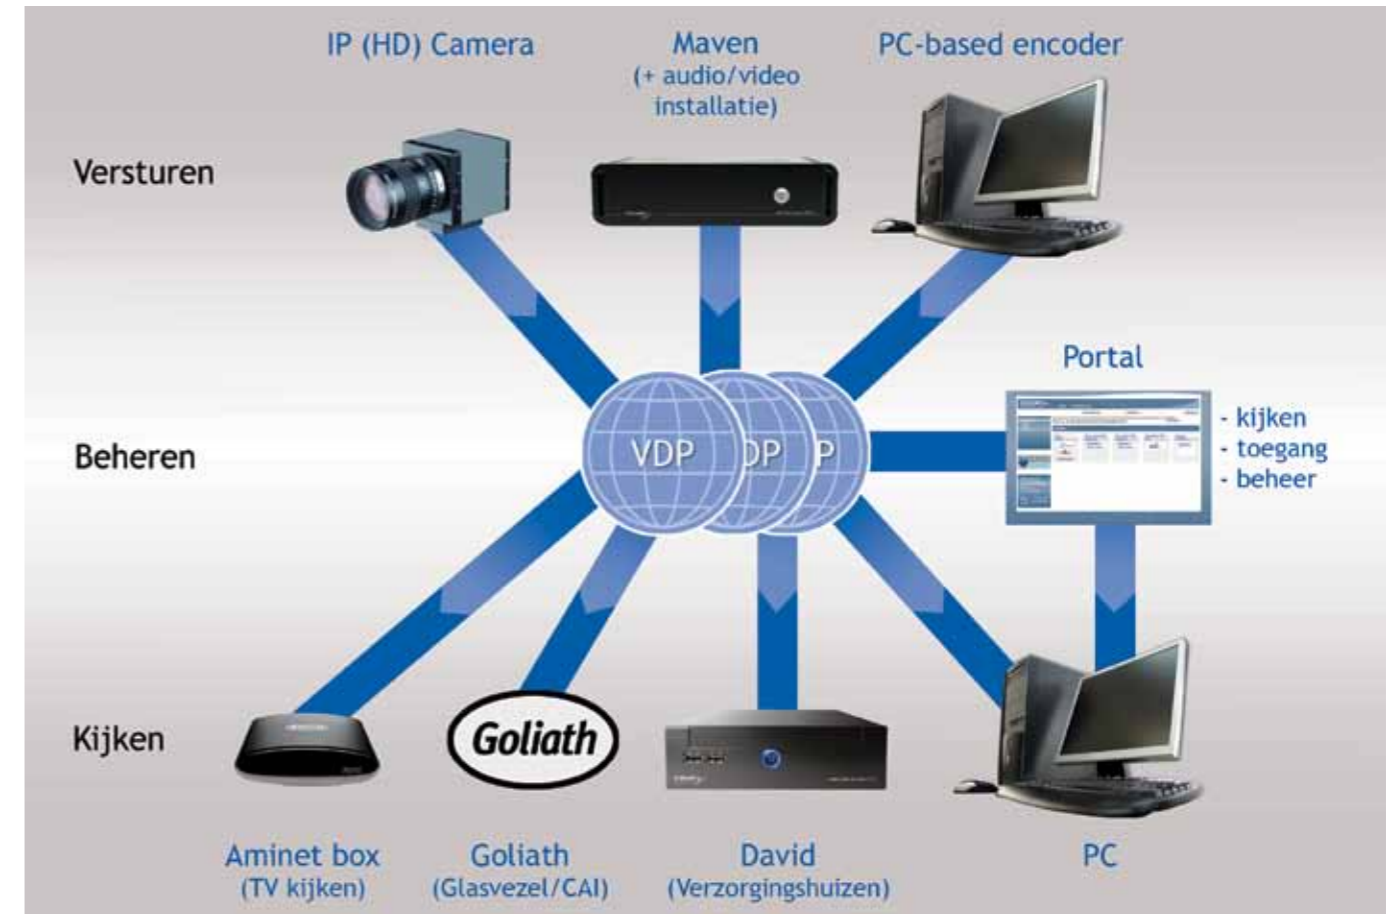 IP (HD) Camera
Maven
(+ audio/video
installatie)
PC-based encoder
Versturen
Portal
- kijken
- toegang
- beheer
Beheren
VDP
DP
P
Kijken
Goliath
Aminet box
(TV kijken)
Goliath
(Glasvezel/CAI)
David
(Verzorgingshuizen)
PC